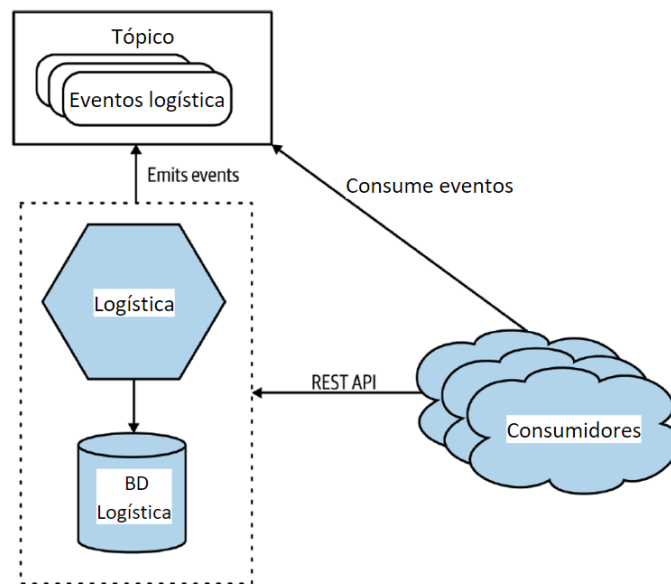 Tópico
Eventos logística
Emits events
Consume eventos
Logística
REST API
Consumidores
BD
Logística